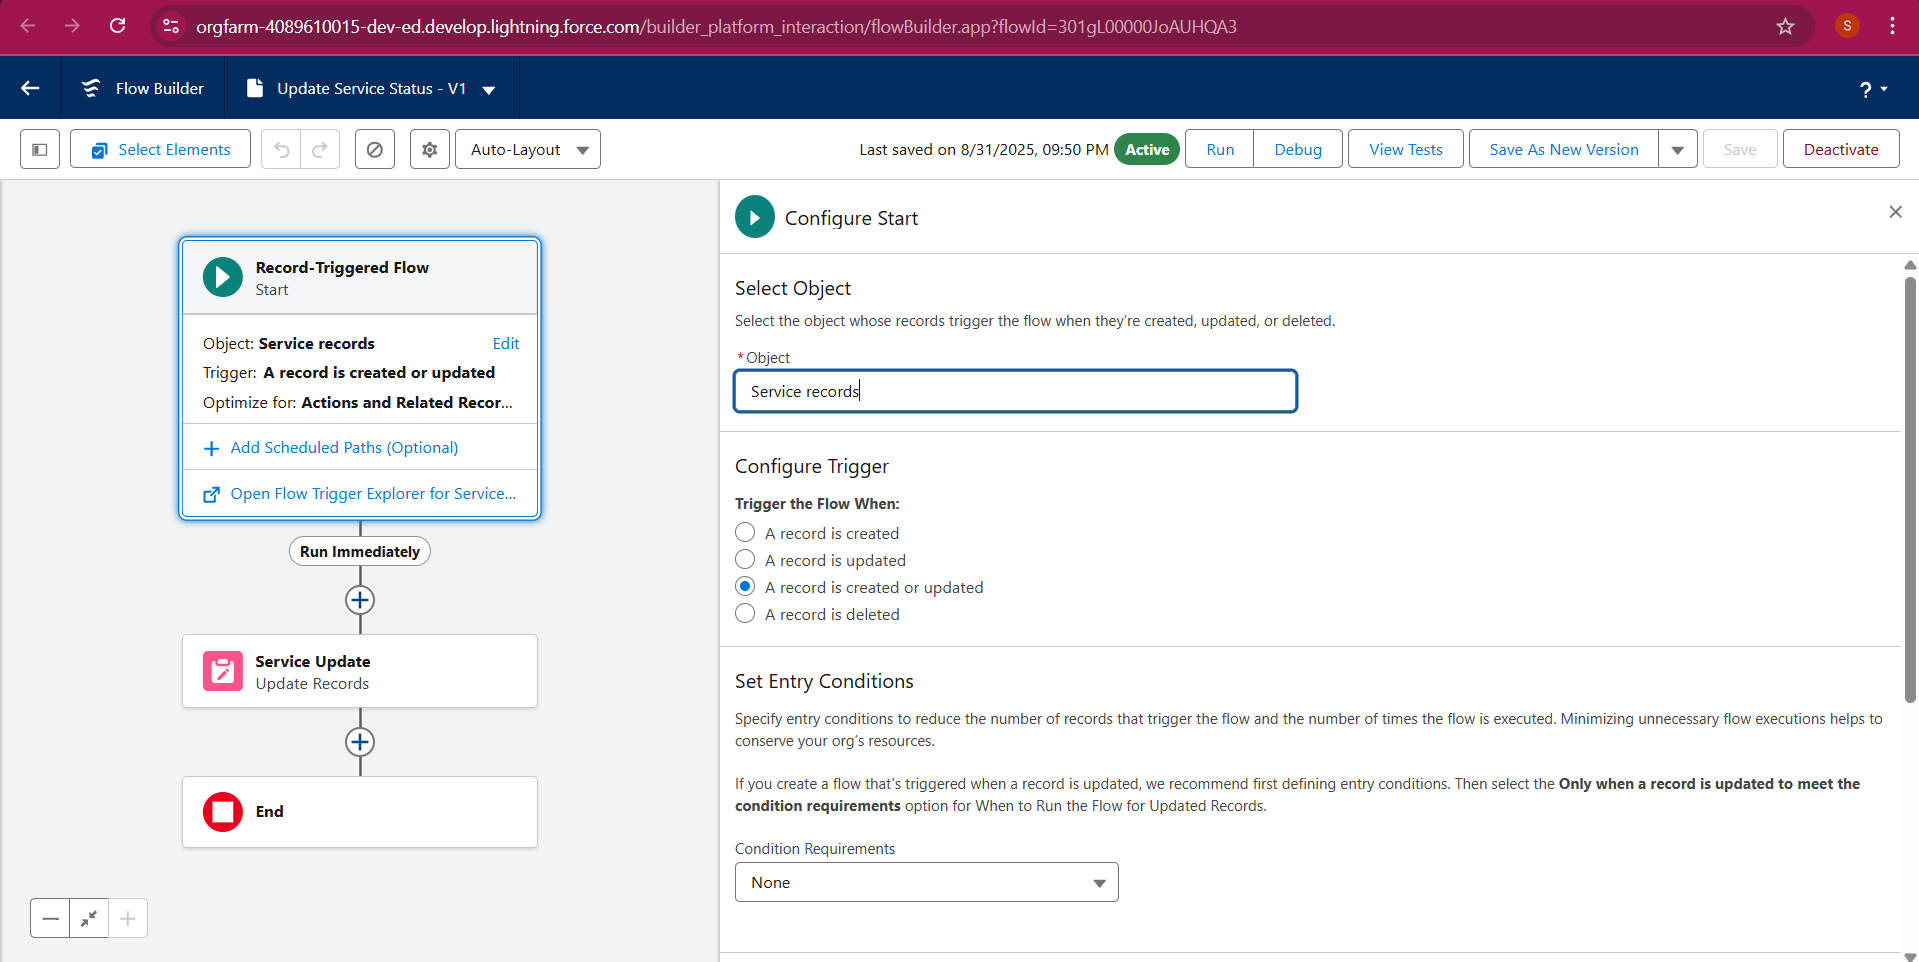 orgfarm-4089610015-dev-ed.develop.lightning.force.com/builder_platform_interaction/flowBuilder.app?flowId=301gL00000JoAUHQA3
S
Flow Builder
Update Service Status - V1
?
Select Elements
Auto-Layout
Last saved on 8/31/2025, 09:50 PM
Active
Run
Debug
View Tests
Save As New Version
Save
Deactivate
Record-Triggered Flow
Start
Object: Service records
Edit
Trigger: A record is created or updated
Optimize for: Actions and Related Recor...
Add Scheduled Paths (Optional)
Open Flow Trigger Explorer for Service...
Run Immediately
Service Update
Update Records
End
Configure Start
Select Object
Select the object whose records trigger the flow when they're created, updated, or deleted.
*Object
Service records
Configure Trigger
Trigger the Flow When:
A record is created
A record is updated
A record is created or updated
A record is deleted
Set Entry Conditions
Specify entry conditions to reduce the number of records that trigger the flow and the number of times the flow is executed. Minimizing unnecessary flow executions helps to
conserve your org's resources.
If you create a flow that's triggered when a record is updated, we recommend first defining entry conditions. Then select the Only when a record is updated to meet the
condition requirements option for When to Run the Flow for Updated Records.
Condition Requirements
None